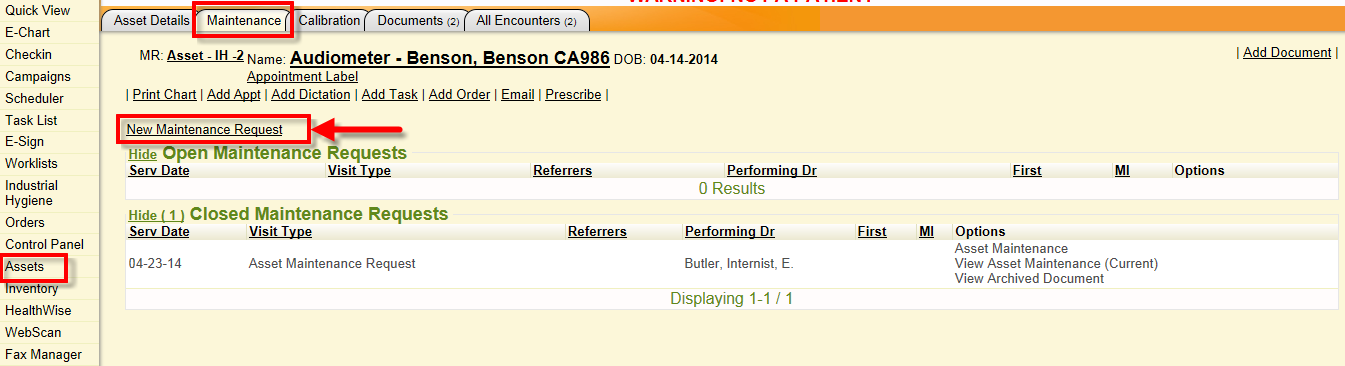 WARNING: NOT A PATIENT
Quick View
E-Chart
Checkin
Campaigns
Scheduler
Task List
E-Sign
Worklists
Industrial
Hygiene
Orders
Control Panel
Assets
Inventory
HealthWise
WebScan
Fax Manager
Asset Details Maintenance Calibration Documents (2) All Encounters (2)
MR: Asset - IH -2 Name: Audiometer - Benson, Benson CA986 DOB: 04-14-2014
| Add Document |
Appointment Label
| Print Chart | Add Appt | Add Dictation | Add Task | Add Order | Email | Prescribe |
New Maintenance Request
Hide Open Maintenance Requests
Serv Date Visit Type Referrers Performing Dr First MI Options
0 Results
Hide ( 1 ) Closed Maintenance Requests
Serv Date Visit Type Referrers Performing Dr First MI Options
04-23-14 Asset Maintenance Request Butler, Internist, E.
Asset Maintenance
View Asset Maintenance (Current)
View Archived Document
Displaying 1-1 / 1